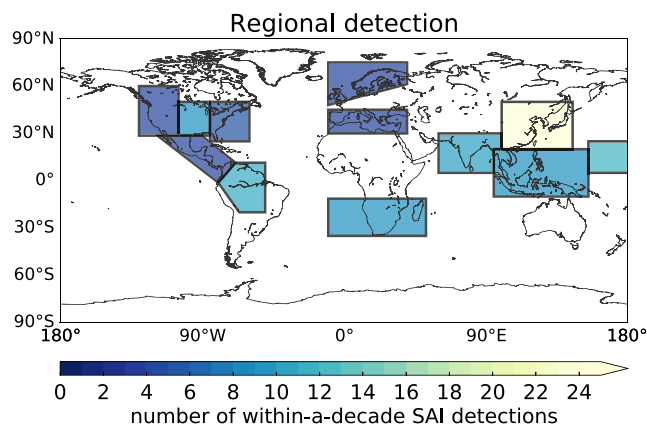 Regional detection
90°N
60°N
30°N
0°
30°S
60°S
90°S
180° 90°W 0° 90°E 180°
0 2 4 6 8 10 12 14 16 18 20 22 24
number of within-a-decade SAI detections